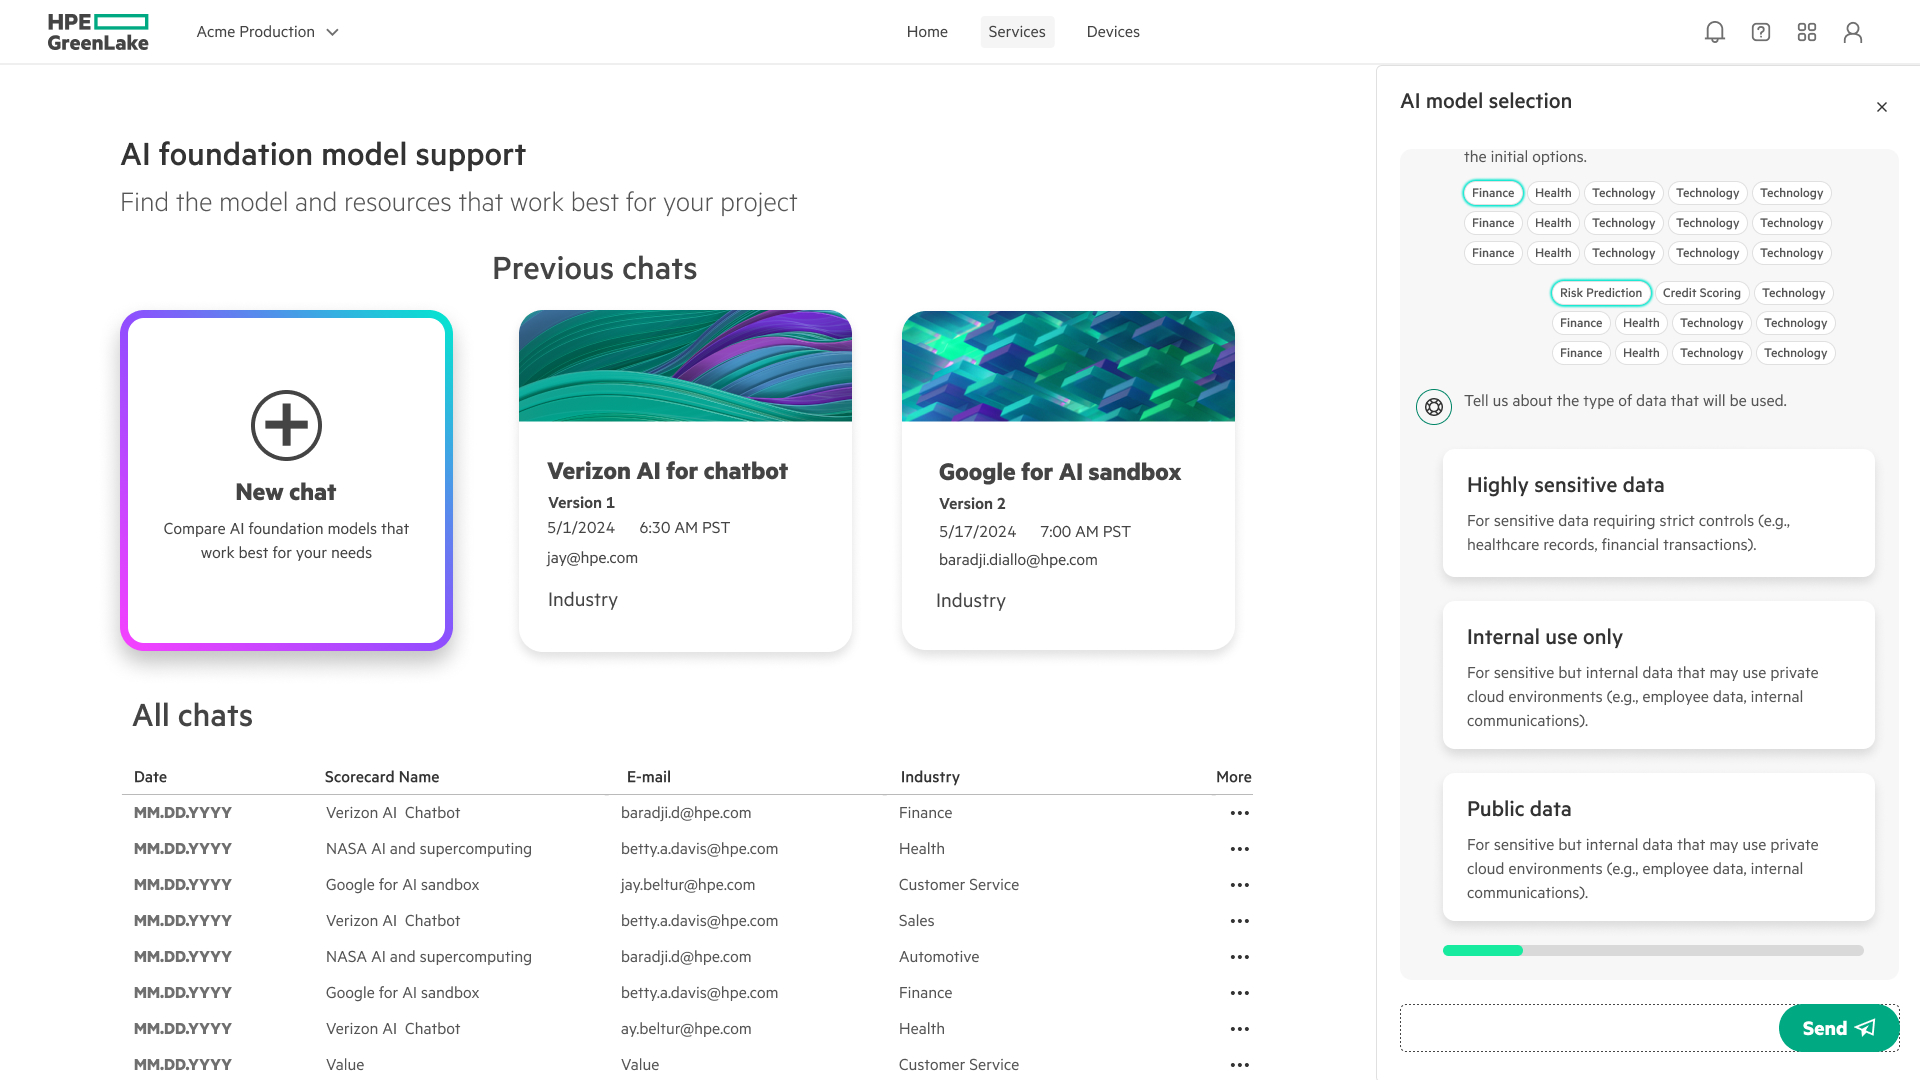 HPE
GreenLake
Acme Production
Home
Services
Devices
AI foundation model support
Find the model and resources that work best for your project
Previous chats
New chat
Compare AI foundation models that
work best for your needs
Verizon AI for chatbot
Version 1
5/1/2024 6:30 AM PST
jay@hpe.com
Industry
Google for AI sandbox
Version 2
5/17/2024 7:00 AM PST
baradji.diallo@hpe.com
Industry
All chats
Date Scorecard Name E-mail Industry More
MM.DD.YYYY Verizon AI Chatbot baradji.d@hpe.com Finance
MM.DD.YYYY NASA AI and supercomputing betty.a.davis@hpe.com Health
MM.DD.YYYY Google for AI sandbox jay.beltur@hpe.com Customer Service
MM.DD.YYYY Verizon AI Chatbot betty.a.davis@hpe.com Sales
MM.DD.YYYY NASA AI and supercomputing baradji.d@hpe.com Automotive
MM.DD.YYYY Google for AI sandbox betty.a.davis@hpe.com Finance
MM.DD.YYYY Verizon AI Chatbot ay.beltur@hpe.com Health
MM.DD.YYYY Value Value Customer Service
AI model selection
the initial options.
Finance Health Technology Technology Technology
Finance Health Technology Technology Technology
Finance Health Technology Technology Technology
Risk Prediction Credit Scoring Technology
Finance Health Technology Technology
Finance Health Technology Technology
Tell us about the type of data that will be used.
Highly sensitive data
For sensitive data requiring strict controls (e.g.,
healthcare records, financial transactions).
Internal use only
For sensitive but internal data that may use private
cloud environments (e.g., employee data, internal
communications).
Public data
For sensitive but internal data that may use private
cloud environments (e.g., employee data, internal
communications).
Send